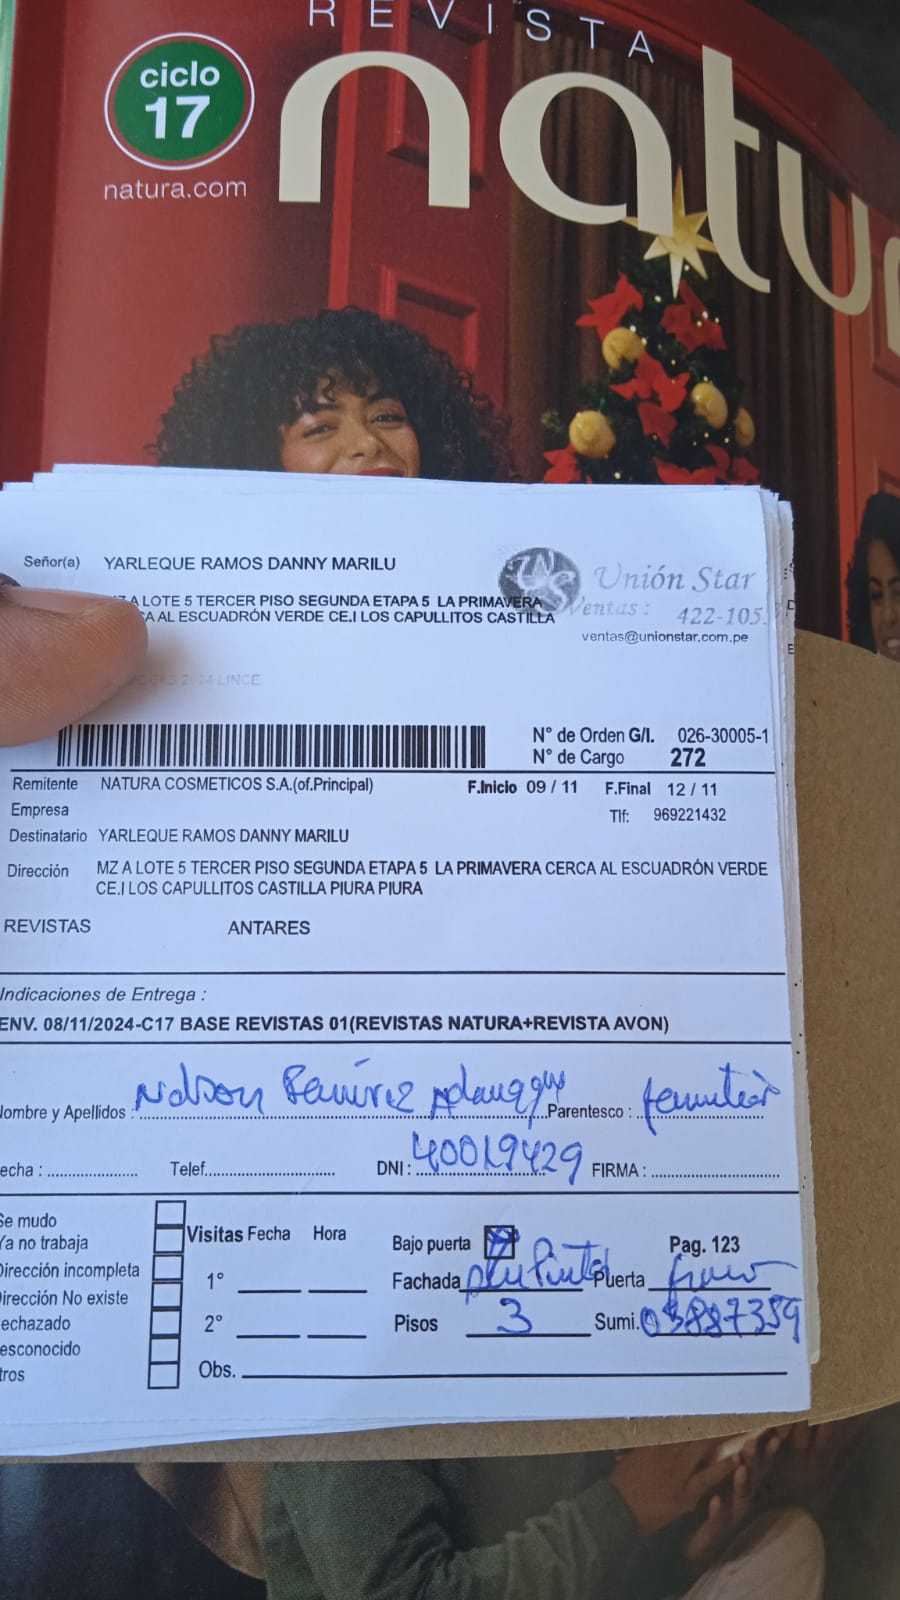 REVISTA
ciclo
17
natura.com
natur
Señor(a) YARLEQUE RAMOS DANNY MARILU
MZ A LOTE 5 TERCER PISO SEGUNDA ETAPA 5 LA PRIMAVERA
CA AL ESCUADRÓN VERDE CE.I LOS CAPULLITOS CASTILLA
Unión Star
Ventas : 422-105
ventas@unionstar.com.pe
LINCE
N° de Orden G/I. 026-30005-1
N° de Cargo 272
Remitente NATURA COSMETICOS S.A.(of.Principal) F.Inicio 09 / 11 F.Final 12 / 11
Empresa Tlf: 969221432
Destinatario YARLEQUE RAMOS DANNY MARILU
Dirección MZ A LOTE 5 TERCER PISO SEGUNDA ETAPA 5 LA PRIMAVERA CERCA AL ESCUADRÓN VERDE
CE.I LOS CAPULLITOS CASTILLA PIURA PIURA
REVISTAS ANTARES
Indicaciones de Entrega :
ENV. 08/11/2024-C17 BASE REVISTAS 01(REVISTAS NATURA+REVISTA AVON)
Nombre y Apellidos : Nelson Ramírez Parentesco : familiar
echa : Telef. DNI : 40019429 FIRMA :
Se mudo
Ya no trabaja
Dirección incompleta
Dirección No existe
echazado
esconocido
tros
Visitas Fecha Hora
1°
2°
Obs.
Bajo puerta Pag. 123
Fachada Puerta
Pisos 3 Sumi. 03887359